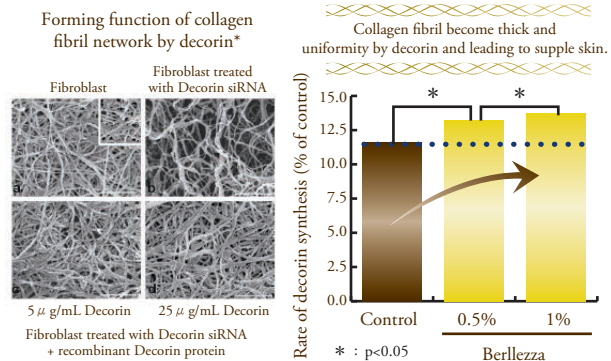 Forming function of collagen
fibril network by decorin*
Fibroblast
Fibroblast treated
with Decorin siRNA
a
b
c
d
5 μ g/mL Decorin
25 μ g/mL Decorin
Fibroblast treated with Decorin siRNA
+ recombinant Decorin protein
Collagen fibril become thick and
uniformity by decorin and leading to supple skin.
Rate of decorin synthesis (% of control)
15.0
12.5
11.0
10.0
7.5
5.0
2.5
0.0
*
*
Control
0.5%
1%
Berllezza
* : p<0.05